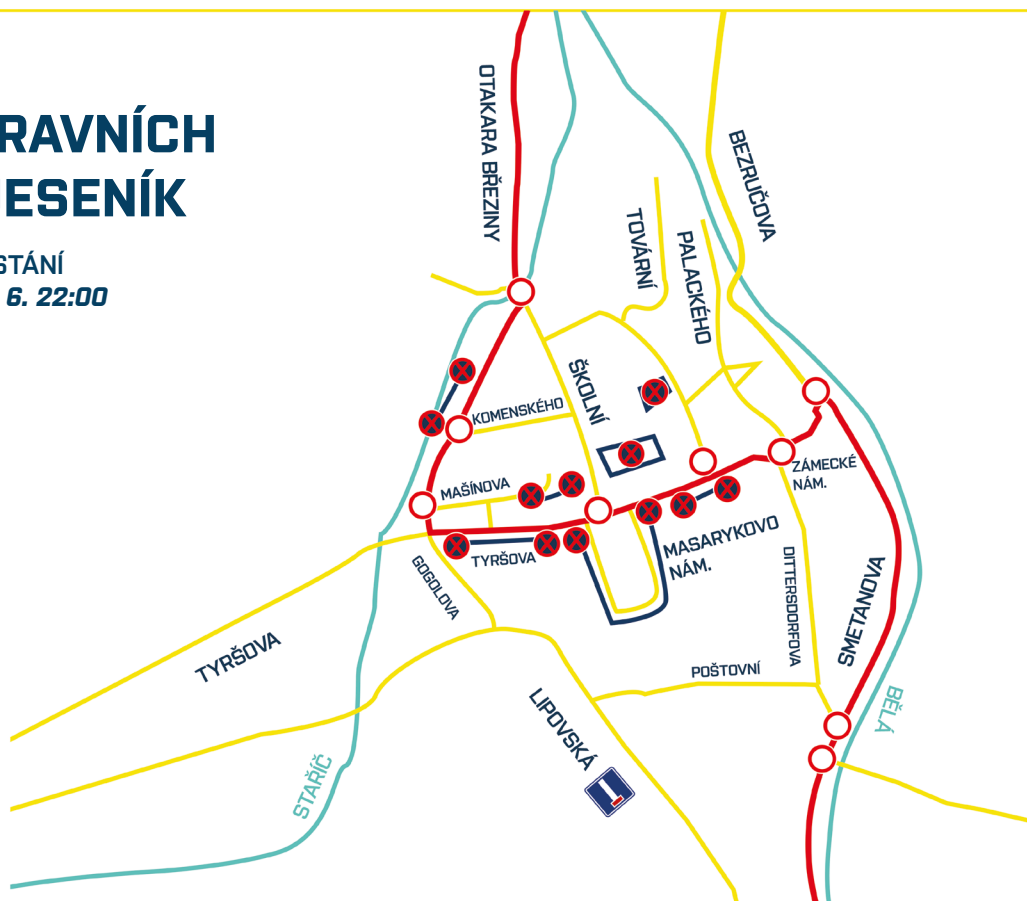 RAVNÍCH
ESENÍK
STÁNÍ
6. 22:00
OTAKARA BŘEZINY
BEZRUČOVA
TOVÁRNÍ
PALACKÉHO
ŠKOLNÍ
KOMENSKÉHO
MAŠÍNOVA
ZÁMECKÉ
NÁM.
MASARYKOVO
NÁM.
TYRŠOVA
GOGOLOVA
DITTERSDORFOVA
SMETANOVA
TYRŠOVA
POŠTOVNÍ
LIPOVSKÁ
BĚLÁ
STAŘÍČ